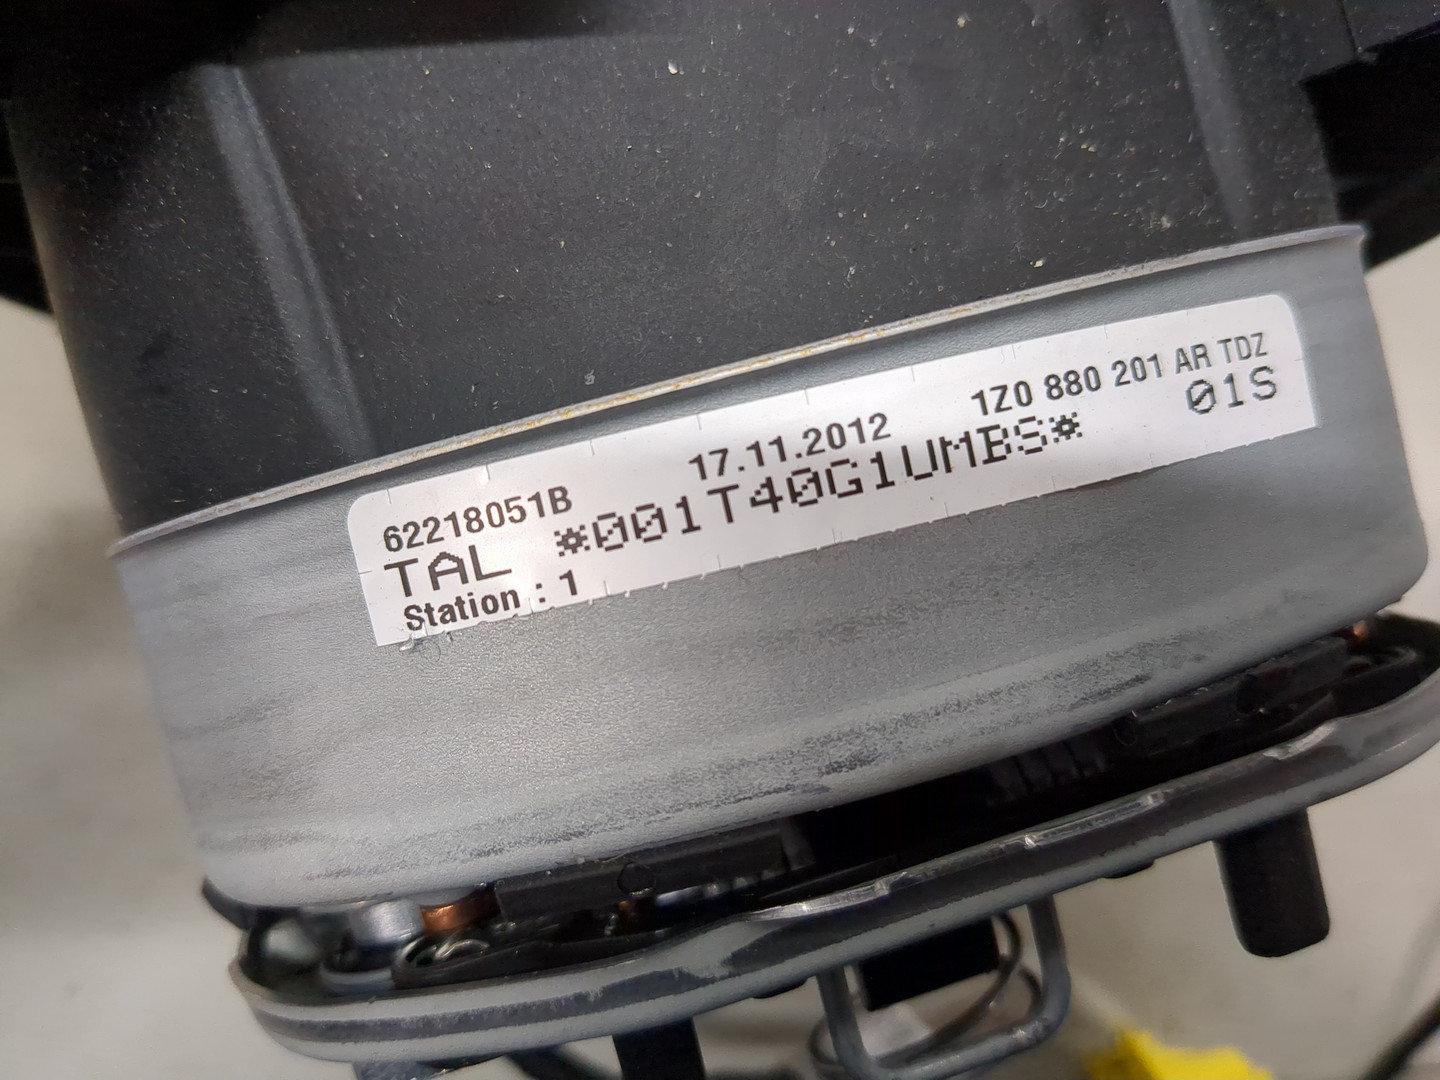 62218051B 17.11.2012 1Z0 880 201 AR TDZ
TAL *001T40G1UMBS* 01S
Station : 1